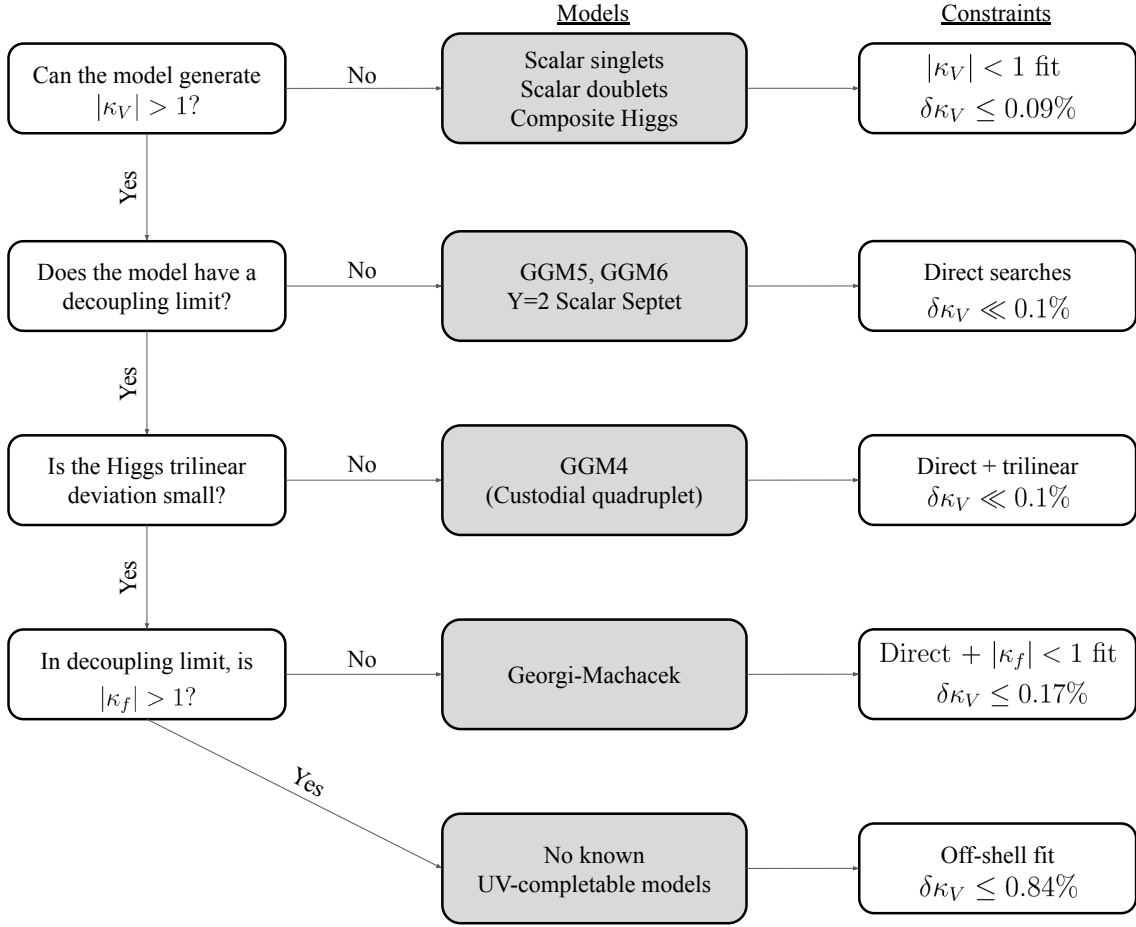 Models
Constraints
Can the model generate
|κ_V| > 1?
No
Scalar singlets
Scalar doublets
Composite Higgs
|κ_V| < 1 fit
δκ_V ≤ 0.09%
Yes
Does the model have a
decoupling limit?
No
GGM5, GGM6
Y=2 Scalar Septet
Direct searches
δκ_V ≪ 0.1%
Yes
Is the Higgs trilinear
deviation small?
No
GGM4
(Custodial quadruplet)
Direct + trilinear
δκ_V ≪ 0.1%
Yes
In decoupling limit, is
|κ_f| > 1?
No
Georgi-Machacek
Direct + |κ_f| < 1 fit
δκ_V ≤ 0.17%
Yes
No known
UV-completable models
Off-shell fit
δκ_V ≤ 0.84%